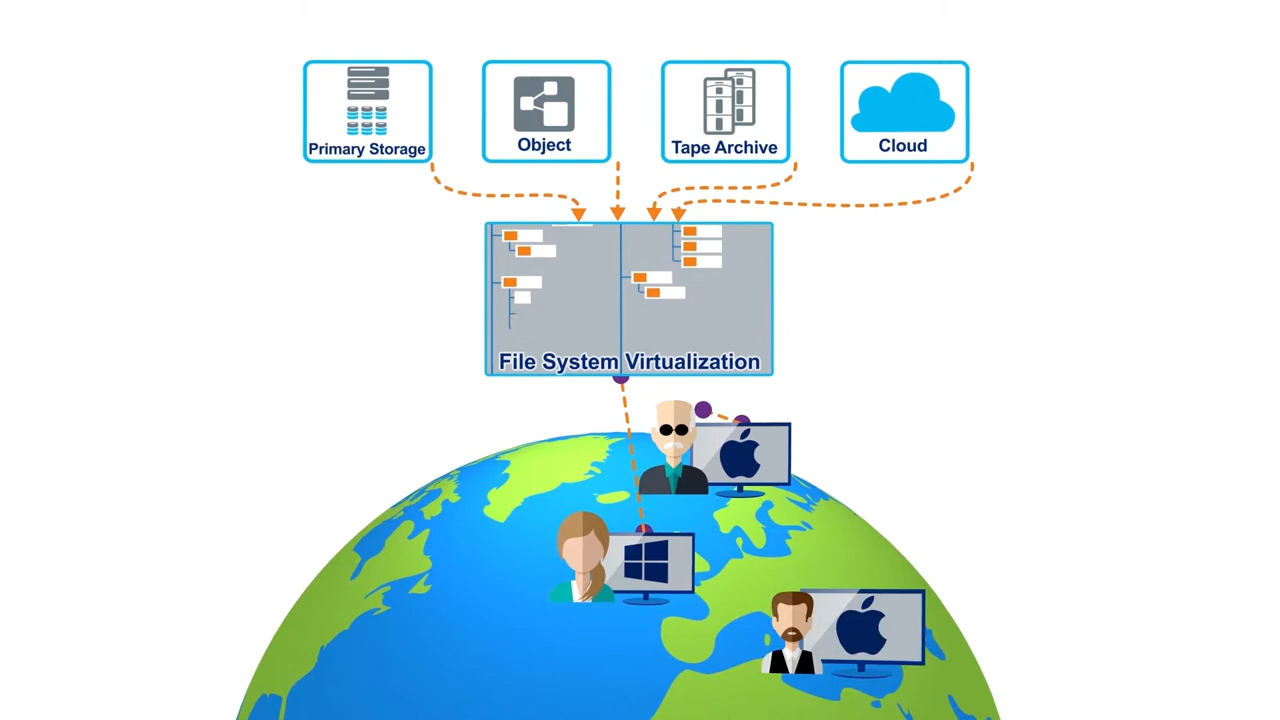 Primary Storage
Object
Tape Archive
Cloud
File System Virtualization